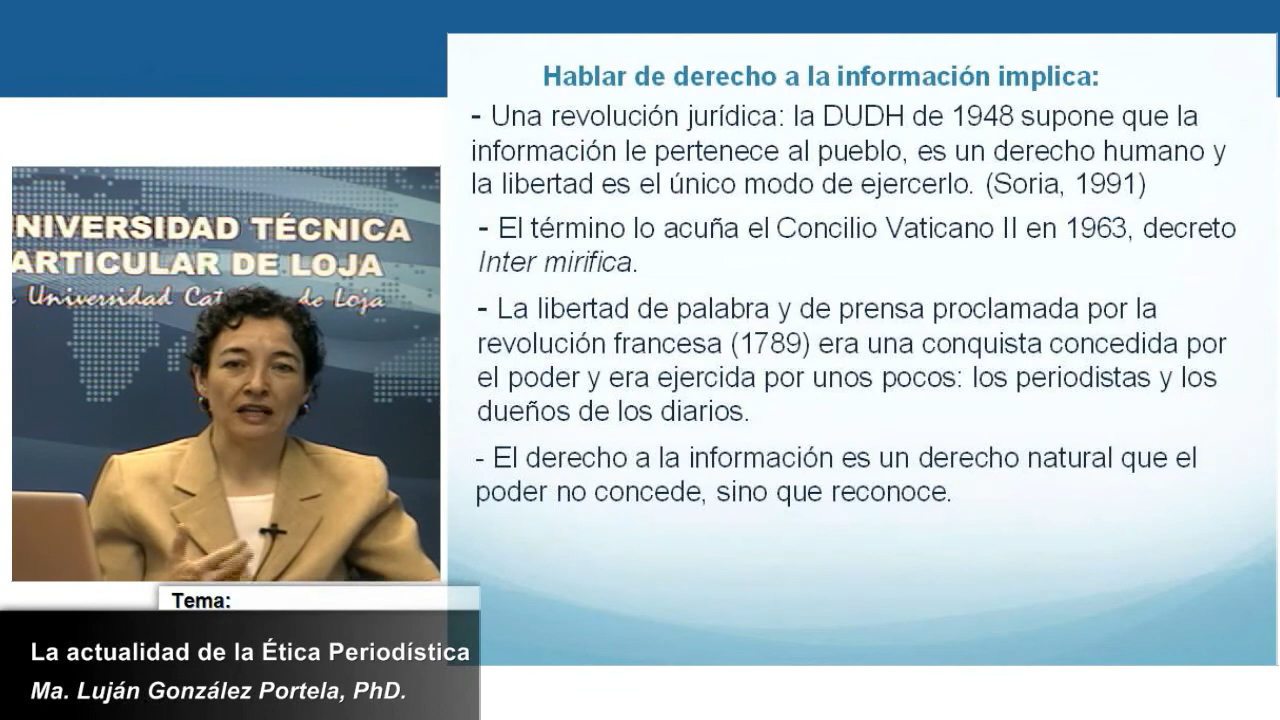 Hablar de derecho a la información implica:
- Una revolución jurídica: la DUDH de 1948 supone que la
información le pertenece al pueblo, es un derecho humano y
la libertad es el único modo de ejercerlo. (Soria, 1991)
- El término lo acuña el Concilio Vaticano II en 1963, decreto
Inter mirifica.
- La libertad de palabra y de prensa proclamada por la
revolución francesa (1789) era una conquista concedida por
el poder y era ejercida por unos pocos: los periodistas y los
dueños de los diarios.
- El derecho a la información es un derecho natural que el
poder no concede, sino que reconoce.
NIVERSIDAD TÉCNICA
ARTICULAR DE LOJA
Universidad Cat de Loja
Tema:
La actualidad de la Ética Periodística
Ma. Luján González Portela, PhD.